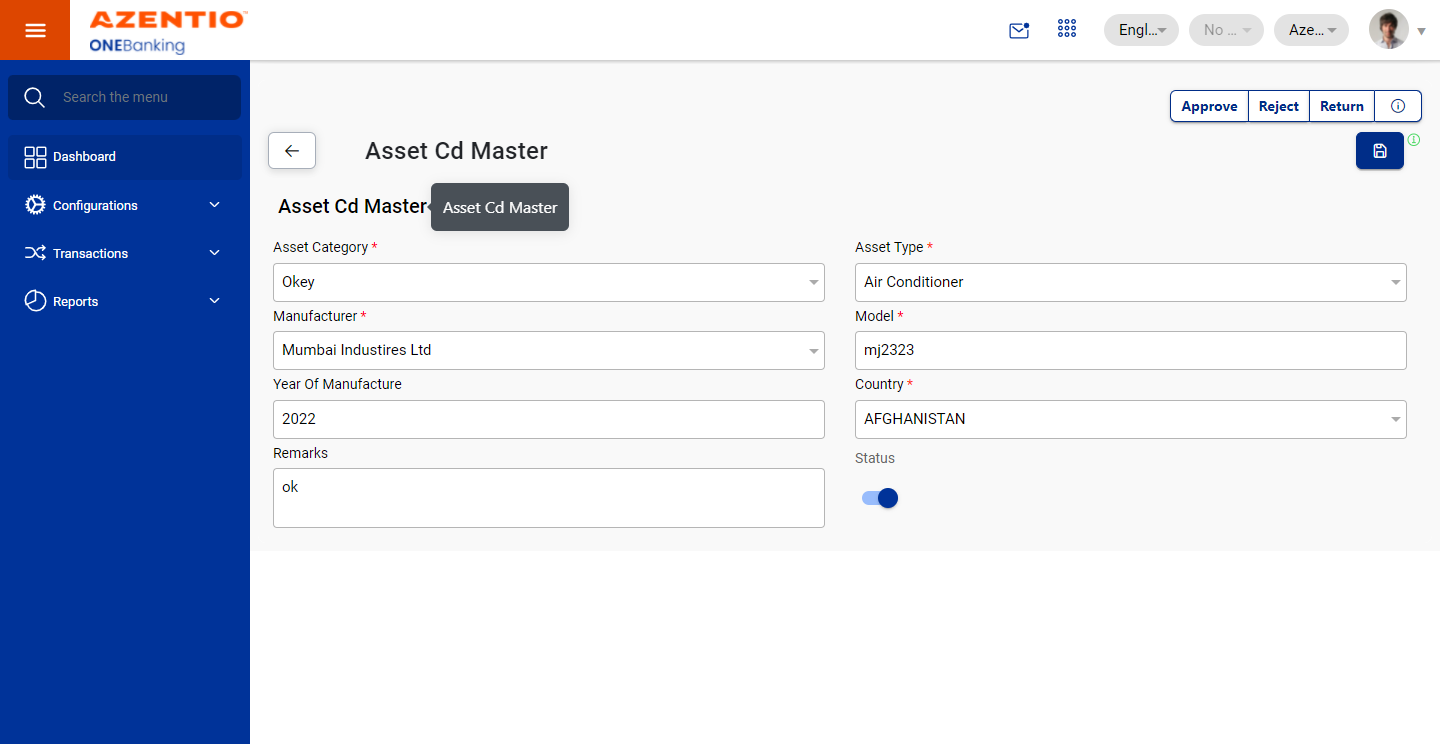 AZENTIO™
ONEBanking
Engl...
No ...
Aze...
Search the menu
Dashboard
Configurations
Transactions
Reports
Approve
Reject
Return
Asset Cd Master
Asset Cd Master
Asset Cd Master
Asset Category *
Asset Type *
Okey
Air Conditioner
Manufacturer *
Model *
Mumbai Industires Ltd
mj2323
Year Of Manufacture
Country *
2022
AFGHANISTAN
Remarks
Status
ok